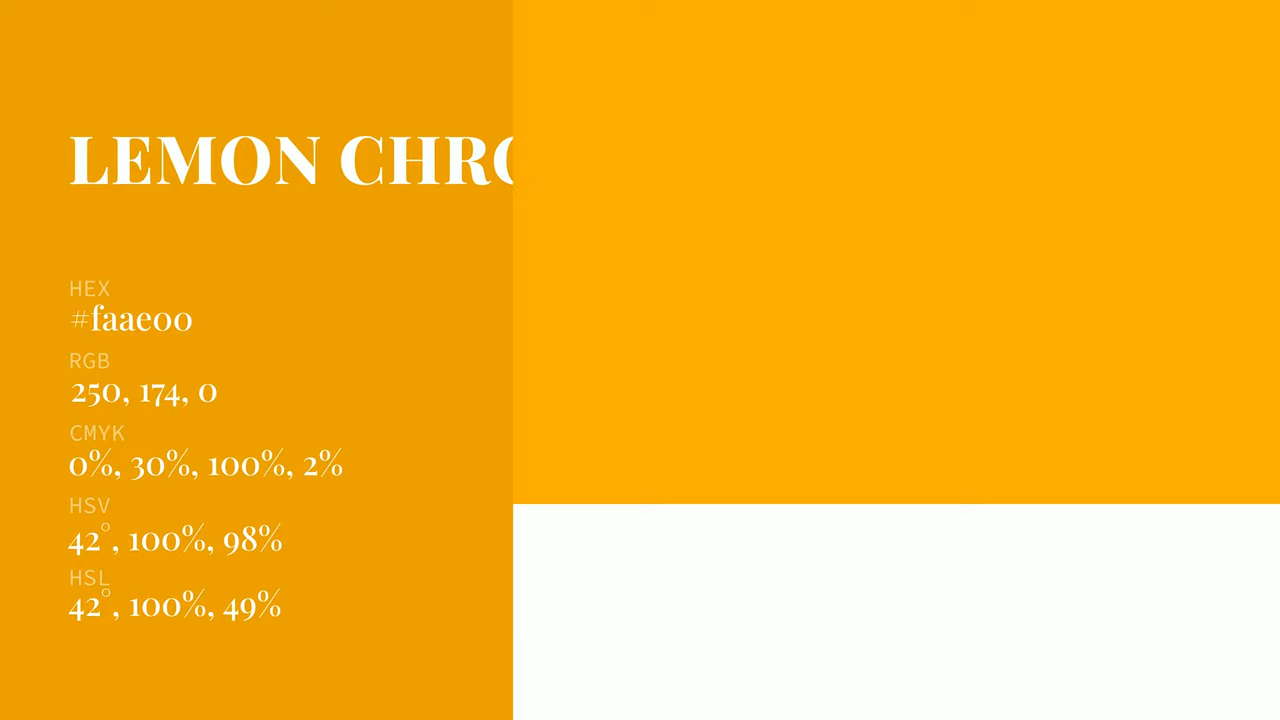 LEMON CHRO
HEX
#faae00
RGB
250, 174, 0
CMYK
0%, 30%, 100%, 2%
HSV
42°, 100%, 98%
HSL
42°, 100%, 49%